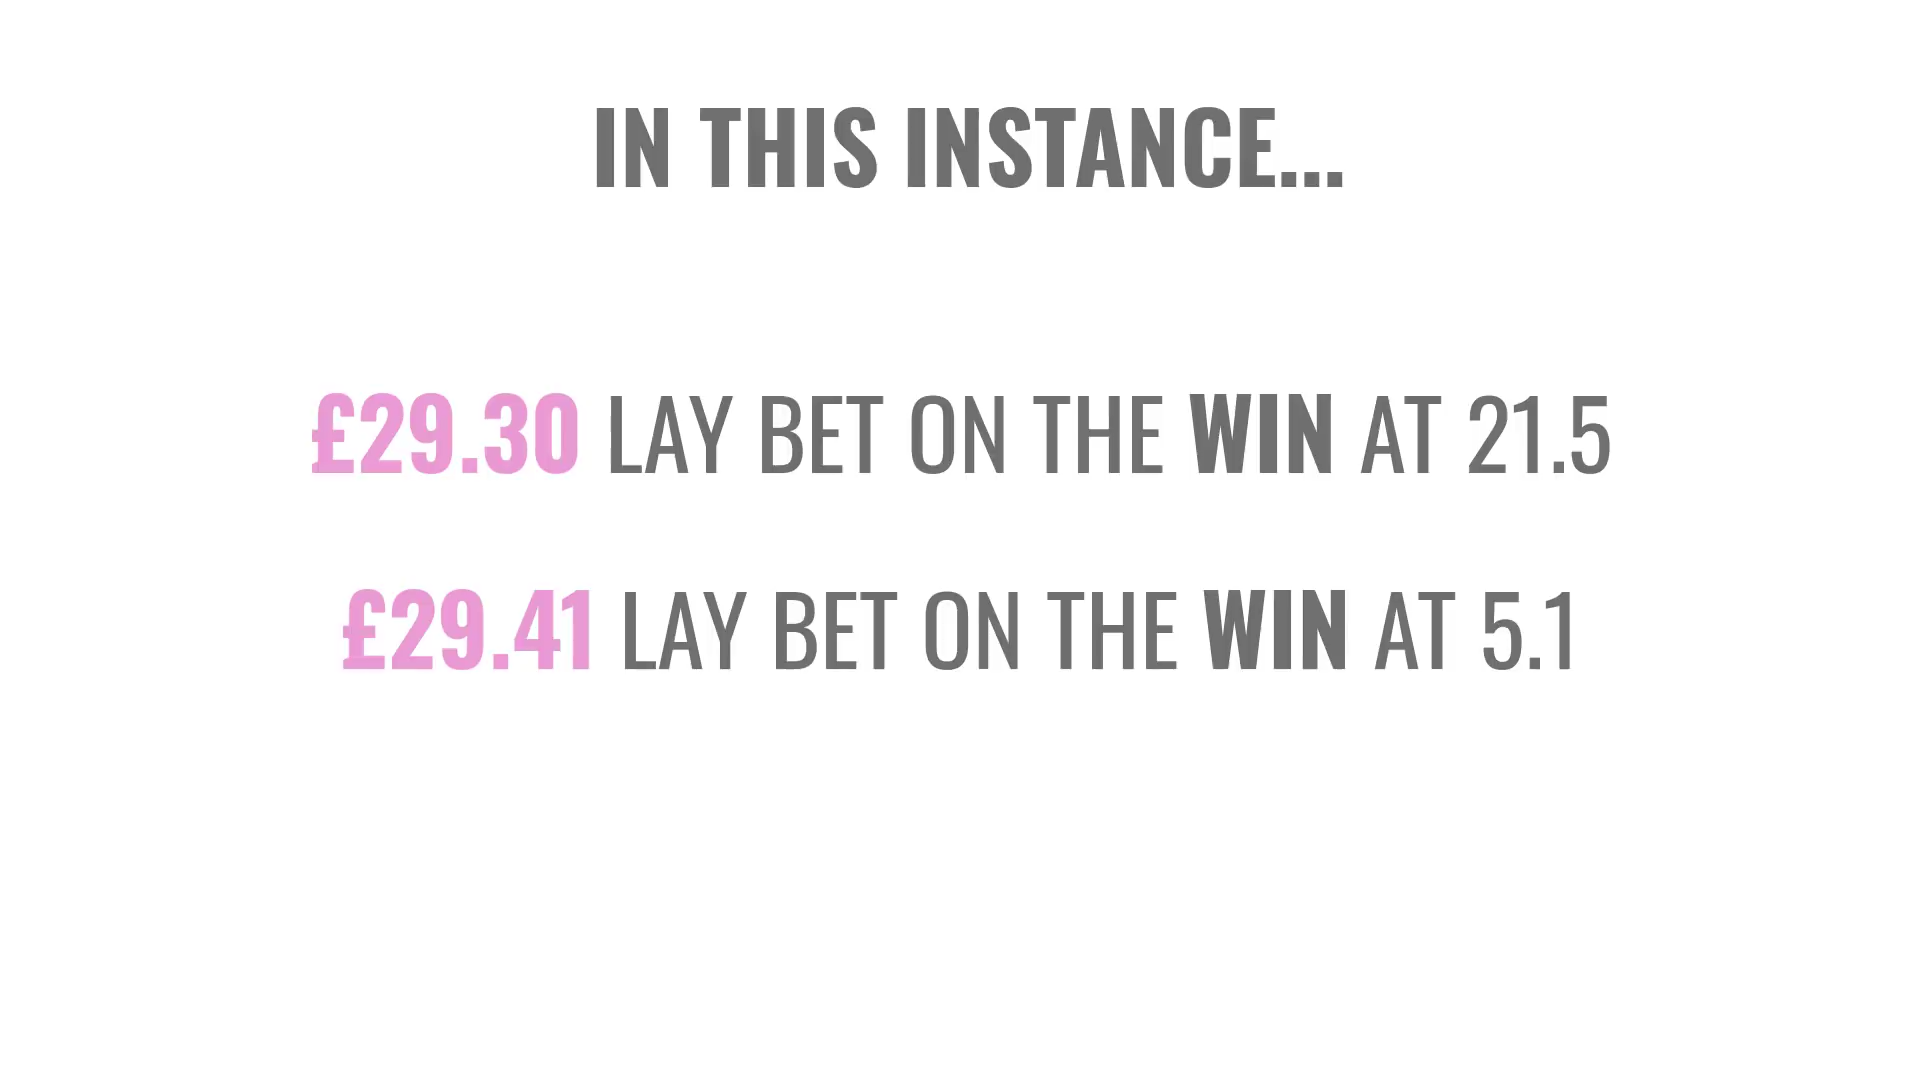 IN THIS INSTANCE...
£29.30 LAY BET ON THE WIN AT 21.5
£29.41 LAY BET ON THE WIN AT 5.1